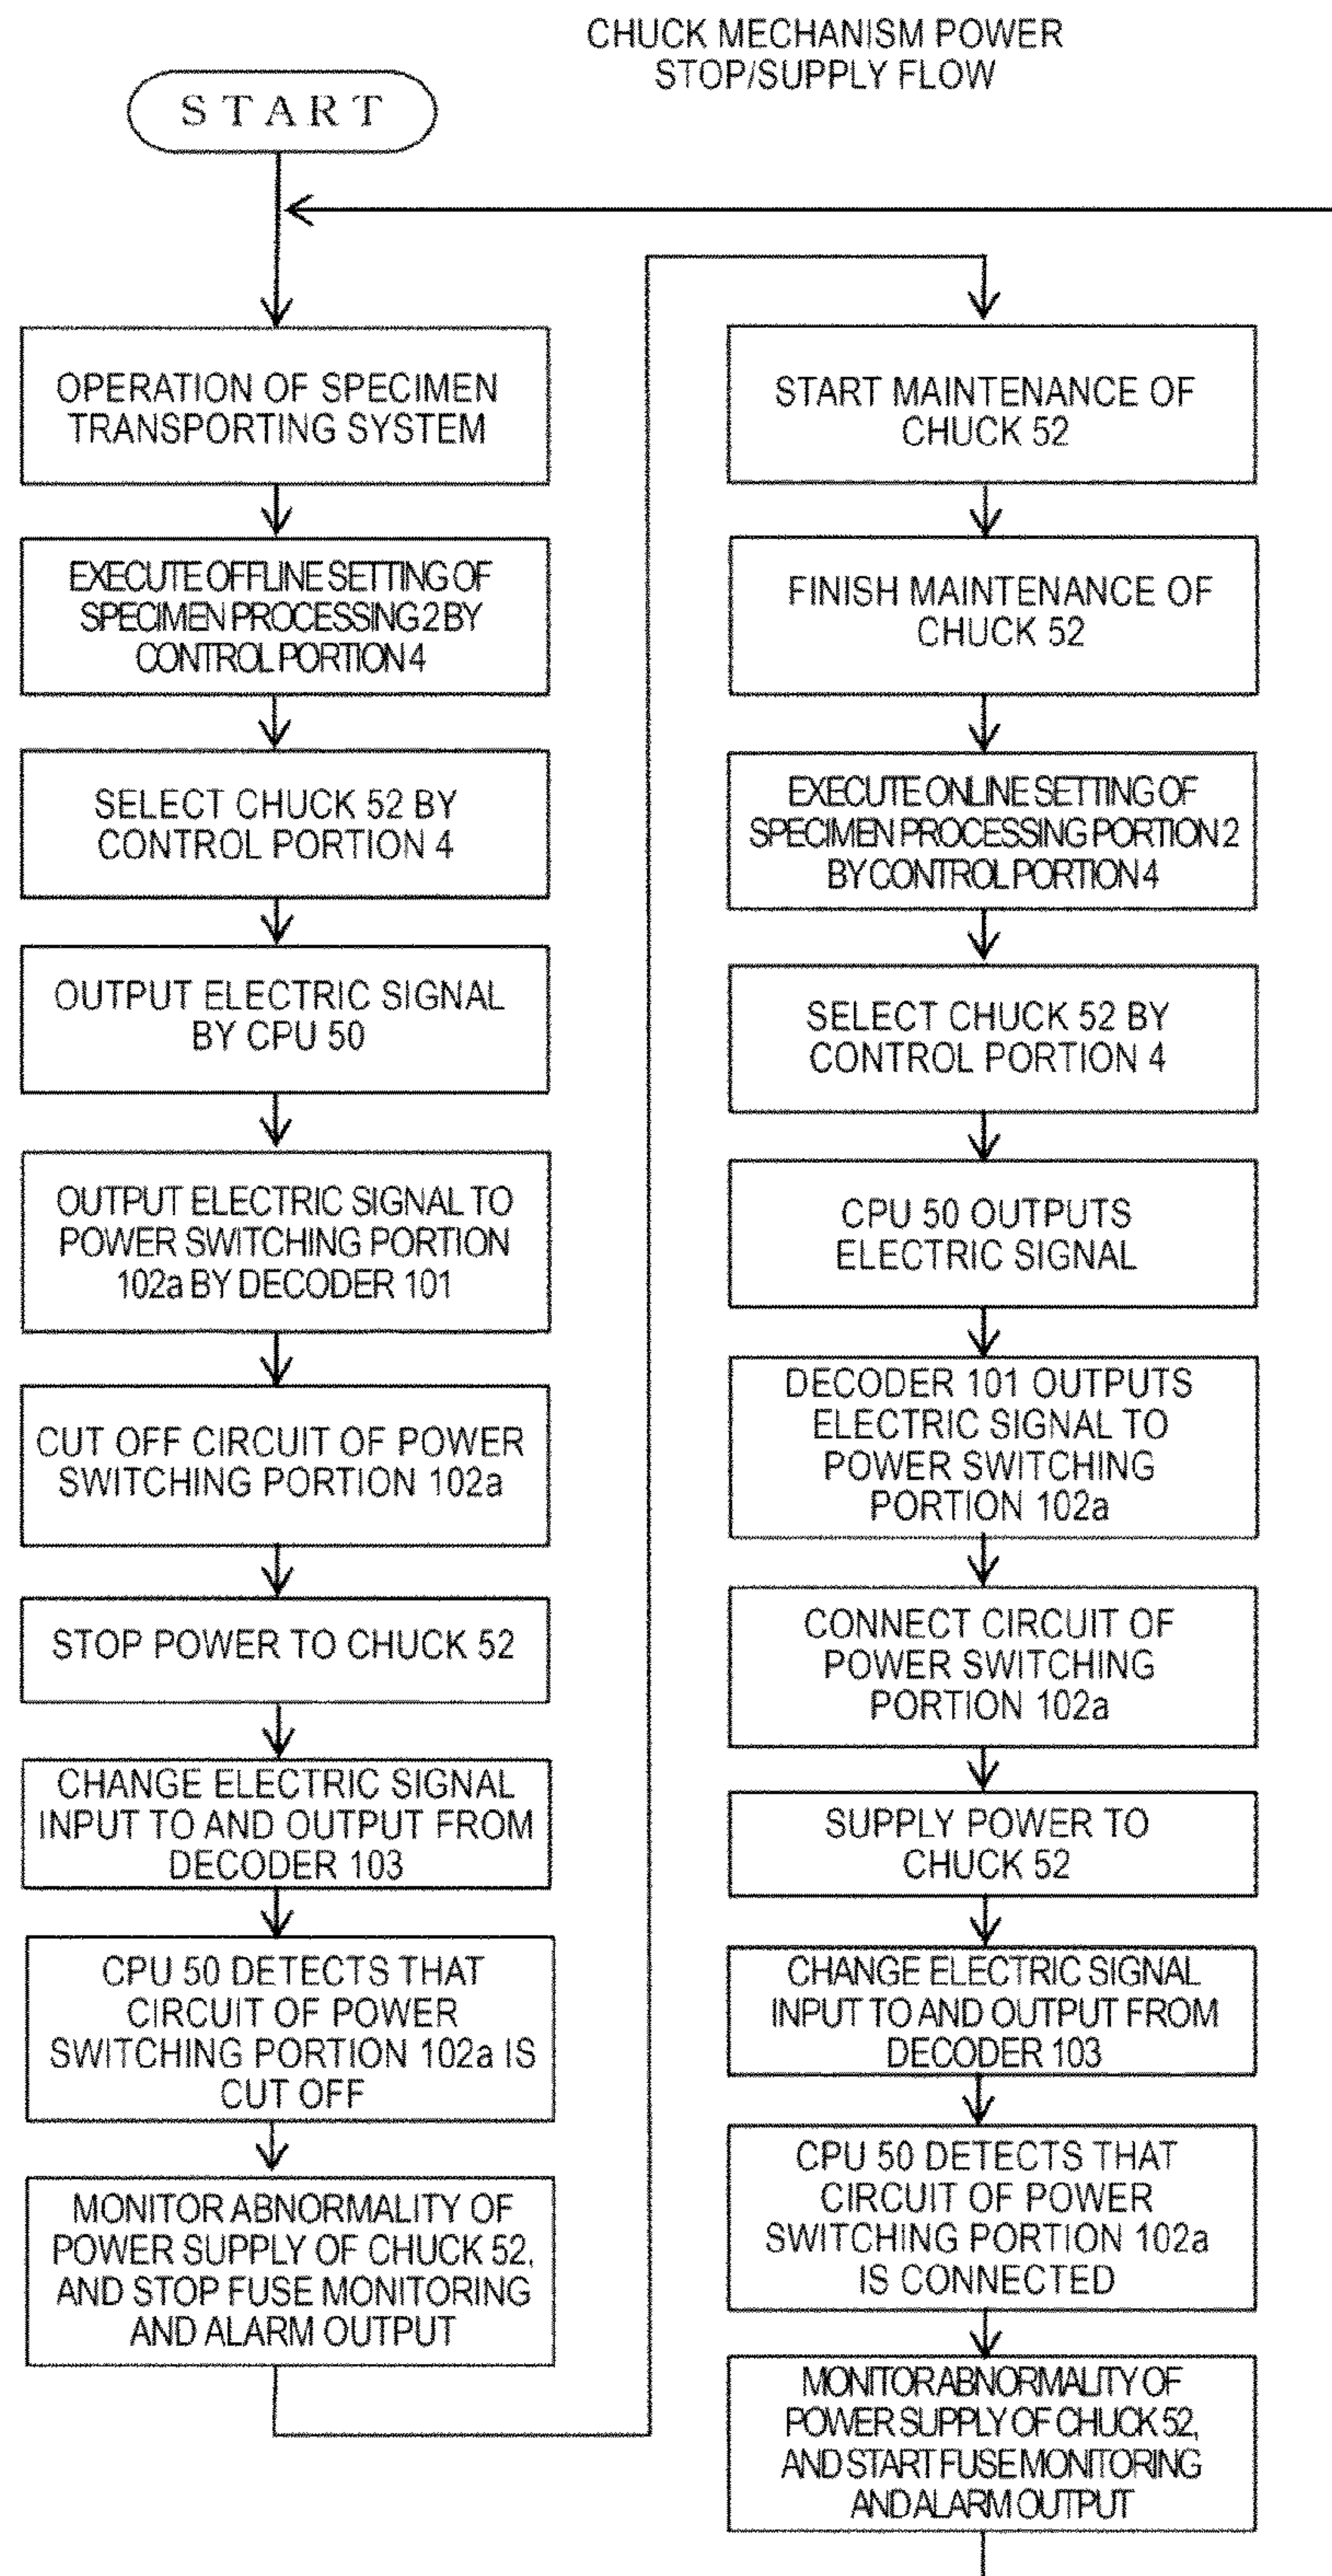 CHUCK MECHANISM POWER
STOP/SUPPLY FLOW
START
OPERATION OF SPECIMEN
TRANSPORTING SYSTEM
EXECUTE OFFLINE SETTING OF
SPECIMEN PROCESSING 2 BY
CONTROL PORTION 4
SELECT CHUCK 52 BY
CONTROL PORTION 4
OUTPUT ELECTRIC SIGNAL
BY CPU 50
OUTPUT ELECTRIC SIGNAL TO
POWER SWITCHING PORTION
102a BY DECODER 101
CUT OFF CIRCUIT OF POWER
SWITCHING PORTION 102a
STOP POWER TO CHUCK 52
CHANGE ELECTRIC SIGNAL
INPUT TO AND OUTPUT FROM
DECODER 103
CPU 50 DETECTS THAT
CIRCUIT OF POWER
SWITCHING PORTION 102a IS
CUT OFF
MONITOR ABNORMALITY OF
POWER SUPPLY OF CHUCK 52,
AND STOP FUSE MONITORING
AND ALARM OUTPUT
START MAINTENANCE OF
CHUCK 52
FINISH MAINTENANCE OF
CHUCK 52
EXECUTE ONLINE SETTING OF
SPECIMEN PROCESSING PORTION 2
BY CONTROL PORTION 4
SELECT CHUCK 52 BY
CONTROL PORTION 4
CPU 50 OUTPUTS
ELECTRIC SIGNAL
DECODER 101 OUTPUTS
ELECTRIC SIGNAL TO
POWER SWITCHING
PORTION 102a
CONNECT CIRCUIT OF
POWER SWITCHING
PORTION 102a
SUPPLY POWER TO
CHUCK 52
CHANGE ELECTRIC SIGNAL
INPUT TO AND OUTPUT FROM
DECODER 103
CPU 50 DETECTS THAT
CIRCUIT OF POWER
SWITCHING PORTION 102a
IS CONNECTED
MONITOR ABNORMALITY OF
POWER SUPPLY OF CHUCK 52,
AND START FUSE MONITORING
AND ALARM OUTPUT